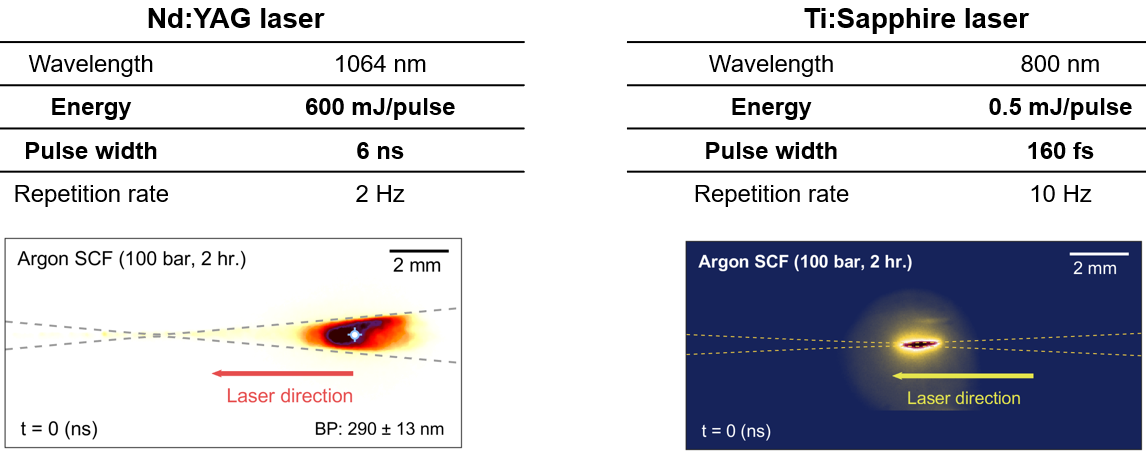 Nd:YAG laser
Wavelength 1064 nm
Energy 600 mJ/pulse
Pulse width 6 ns
Repetition rate 2 Hz
Argon SCF (100 bar, 2 hr.)
2 mm
Laser direction
t = 0 (ns)
BP: 290 ± 13 nm
Ti:Sapphire laser
Wavelength 800 nm
Energy 0.5 mJ/pulse
Pulse width 160 fs
Repetition rate 10 Hz
Argon SCF (100 bar, 2 hr.)
2 mm
Laser direction
t = 0 (ns)